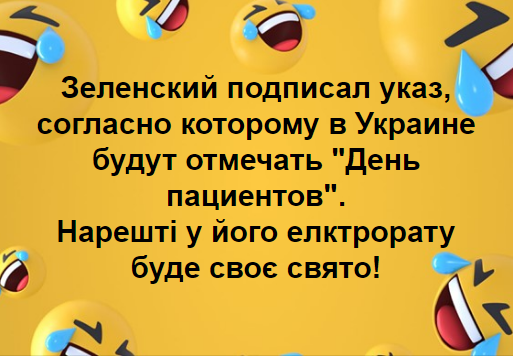 Зеленский подписал указ,
согласно которому в Украине
будут отмечать "День
пациентов".
Нарешті у його елктрорату
буде своє свято!